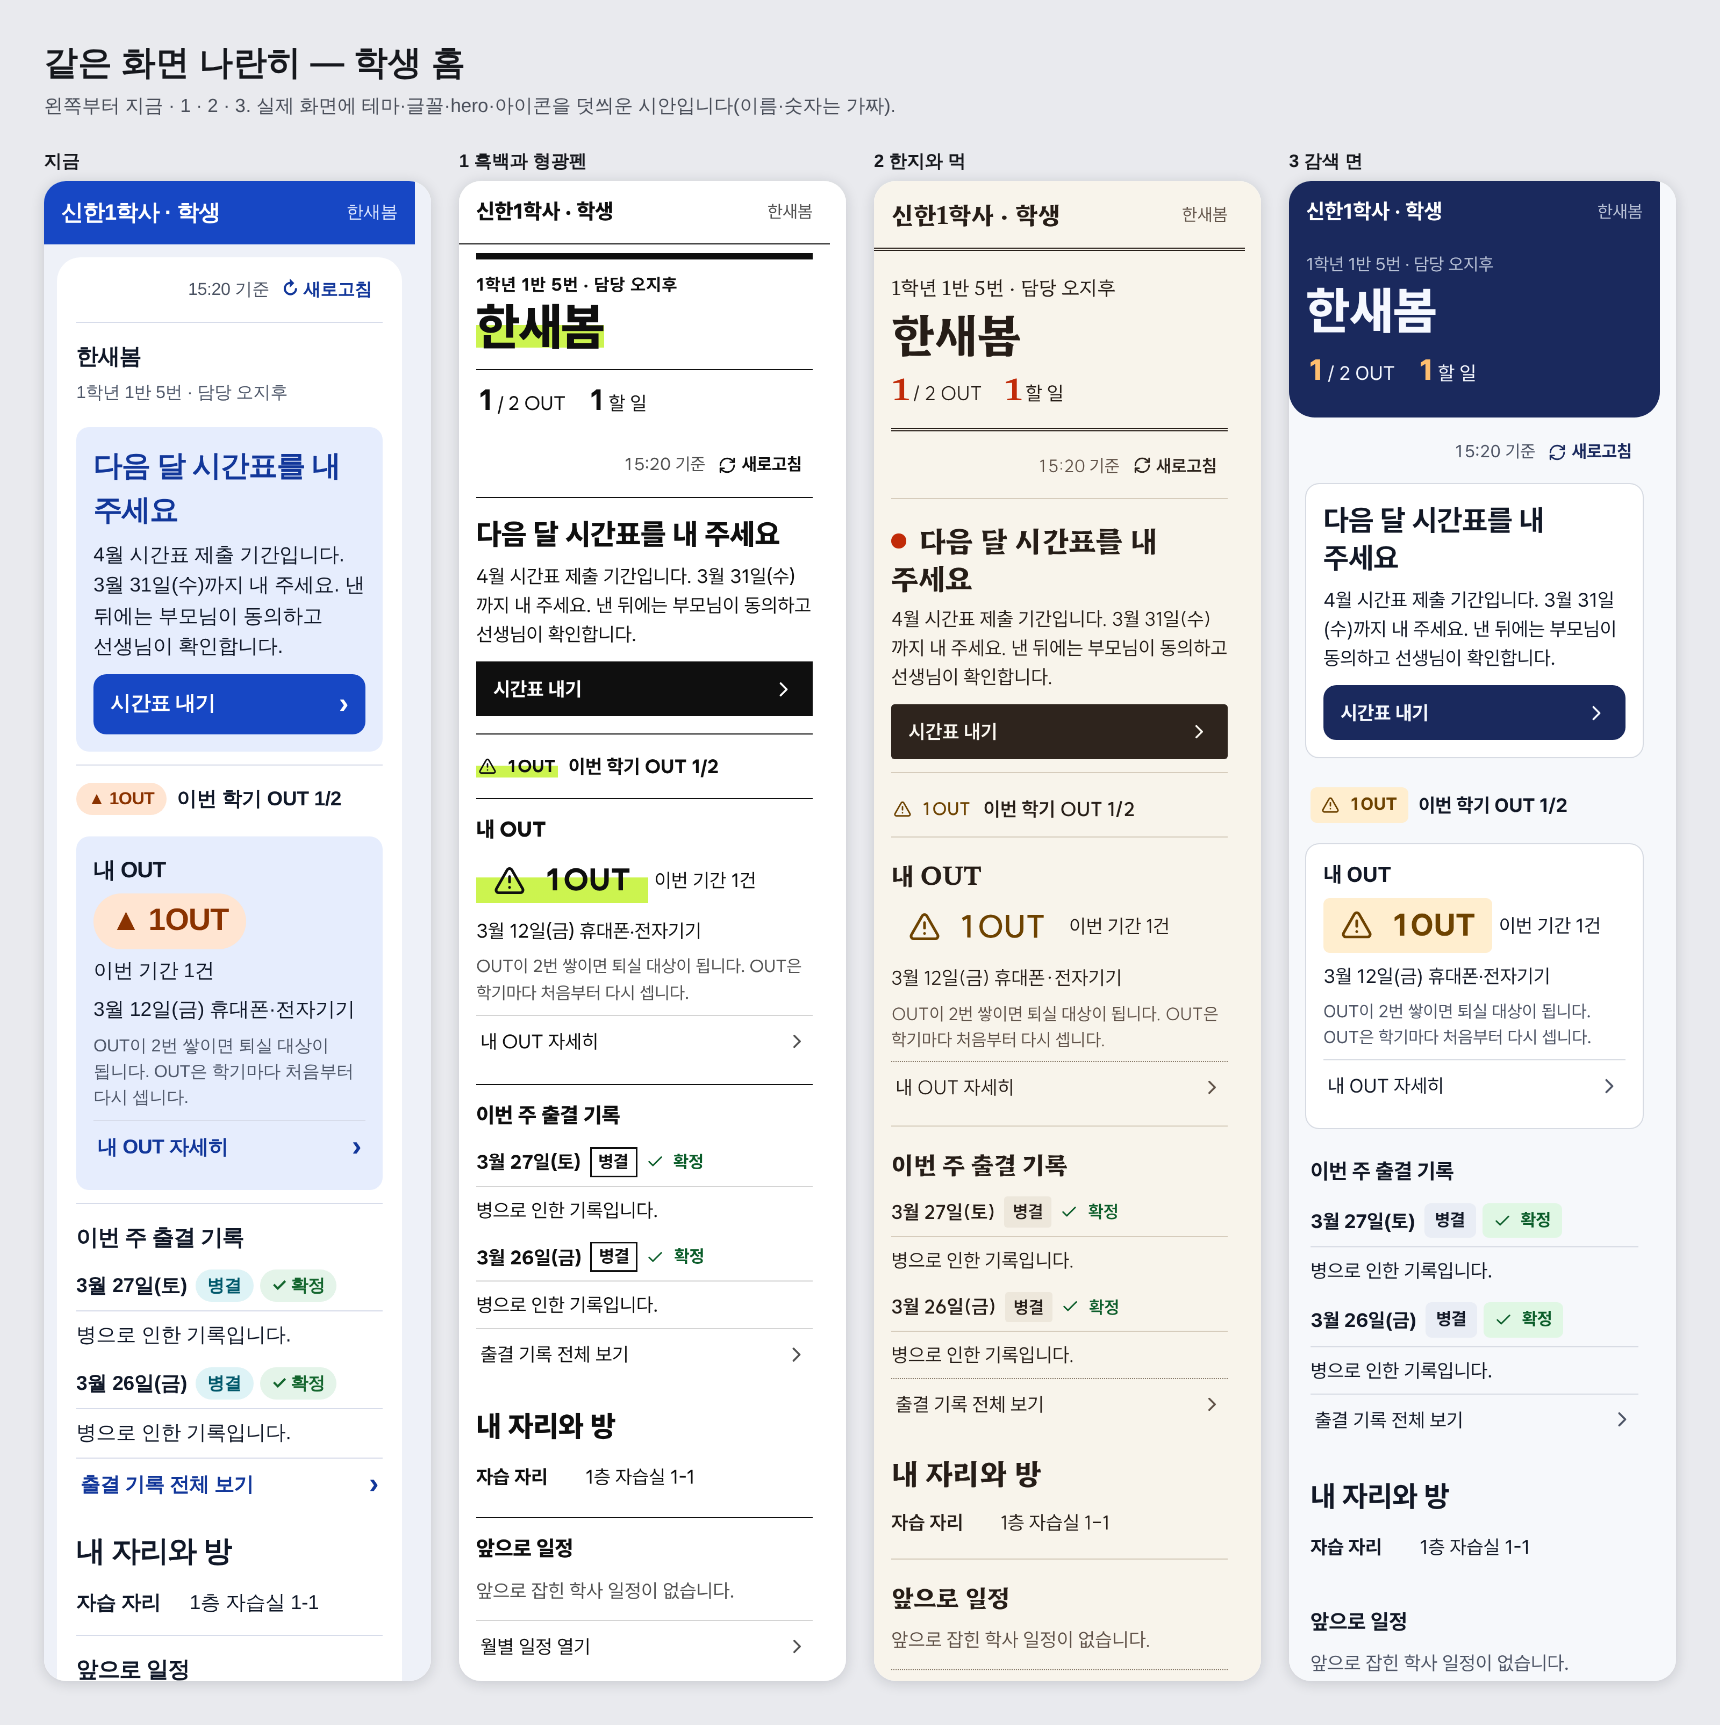 같은 화면 나란히 — 학생 홈
왼쪽부터 지금 · 1 · 2 · 3. 실제 화면에 테마·글꼴·hero·아이콘을 덧씌운 시안입니다(이름·숫자는 가짜).
지금
신한1학사 · 학생 한새봄
15:20 기준 새로고침
한새봄
1학년 1반 5번 · 담당 오지후
다음 달 시간표를 내
주세요
4월 시간표 제출 기간입니다.
3월 31일(수)까지 내 주세요. 낸
뒤에는 부모님이 동의하고
선생님이 확인합니다.
시간표 내기 ›
▲ 1OUT 이번 학기 OUT 1/2
내 OUT
▲ 1OUT
이번 기간 1건
3월 12일(금) 휴대폰·전자기기
OUT이 2번 쌓이면 퇴실 대상이
됩니다. OUT은 학기마다 처음부터
다시 셉니다.
내 OUT 자세히 ›
이번 주 출결 기록
3월 27일(토) 병결 ✓ 확정
병으로 인한 기록입니다.
3월 26일(금) 병결 ✓ 확정
병으로 인한 기록입니다.
출결 기록 전체 보기 ›
내 자리와 방
자습 자리 1층 자습실 1-1
앞으로 일정
1 흑백과 형광펜
신한1학사 · 학생 한새봄
1학년 1반 5번 · 담당 오지후
한새봄
1 / 2 OUT 1 할 일
15:20 기준 새로고침
다음 달 시간표를 내 주세요
4월 시간표 제출 기간입니다. 3월 31일(수)
까지 내 주세요. 낸 뒤에는 부모님이 동의하고
선생님이 확인합니다.
시간표 내기
1OUT 이번 학기 OUT 1/2
내 OUT
1OUT 이번 기간 1건
3월 12일(금) 휴대폰·전자기기
OUT이 2번 쌓이면 퇴실 대상이 됩니다. OUT은
학기마다 처음부터 다시 셉니다.
내 OUT 자세히
이번 주 출결 기록
3월 27일(토) 병결 ✓ 확정
병으로 인한 기록입니다.
3월 26일(금) 병결 ✓ 확정
병으로 인한 기록입니다.
출결 기록 전체 보기
내 자리와 방
자습 자리 1층 자습실 1-1
앞으로 일정
앞으로 잡힌 학사 일정이 없습니다.
월별 일정 열기
2 한지와 먹
신한1학사 · 학생 한새봄
1학년 1반 5번 · 담당 오지후
한새봄
1 / 2 OUT 1 할 일
15:20 기준 새로고침
다음 달 시간표를 내
주세요
4월 시간표 제출 기간입니다. 3월 31일(수)
까지 내 주세요. 낸 뒤에는 부모님이 동의하고
선생님이 확인합니다.
시간표 내기
1OUT 이번 학기 OUT 1/2
내 OUT
1OUT 이번 기간 1건
3월 12일(금) 휴대폰·전자기기
OUT이 2번 쌓이면 퇴실 대상이 됩니다. OUT은
학기마다 처음부터 다시 셉니다.
내 OUT 자세히
이번 주 출결 기록
3월 27일(토) 병결 ✓ 확정
병으로 인한 기록입니다.
3월 26일(금) 병결 ✓ 확정
병으로 인한 기록입니다.
출결 기록 전체 보기
내 자리와 방
자습 자리 1층 자습실 1-1
앞으로 일정
앞으로 잡힌 학사 일정이 없습니다.
3 감색 면
신한1학사 · 학생 한새봄
1학년 1반 5번 · 담당 오지후
한새봄
1 / 2 OUT 1 할 일
15:20 기준 새로고침
다음 달 시간표를 내
주세요
4월 시간표 제출 기간입니다. 3월 31일
(수)까지 내 주세요. 낸 뒤에는 부모님이
동의하고 선생님이 확인합니다.
시간표 내기
1OUT 이번 학기 OUT 1/2
내 OUT
1OUT 이번 기간 1건
3월 12일(금) 휴대폰·전자기기
OUT이 2번 쌓이면 퇴실 대상이 됩니다.
OUT은 학기마다 처음부터 다시 셉니다.
내 OUT 자세히
이번 주 출결 기록
3월 27일(토) 병결 ✓ 확정
병으로 인한 기록입니다.
3월 26일(금) 병결 ✓ 확정
병으로 인한 기록입니다.
출결 기록 전체 보기
내 자리와 방
자습 자리 1층 자습실 1-1
앞으로 일정
앞으로 잡힌 학사 일정이 없습니다.